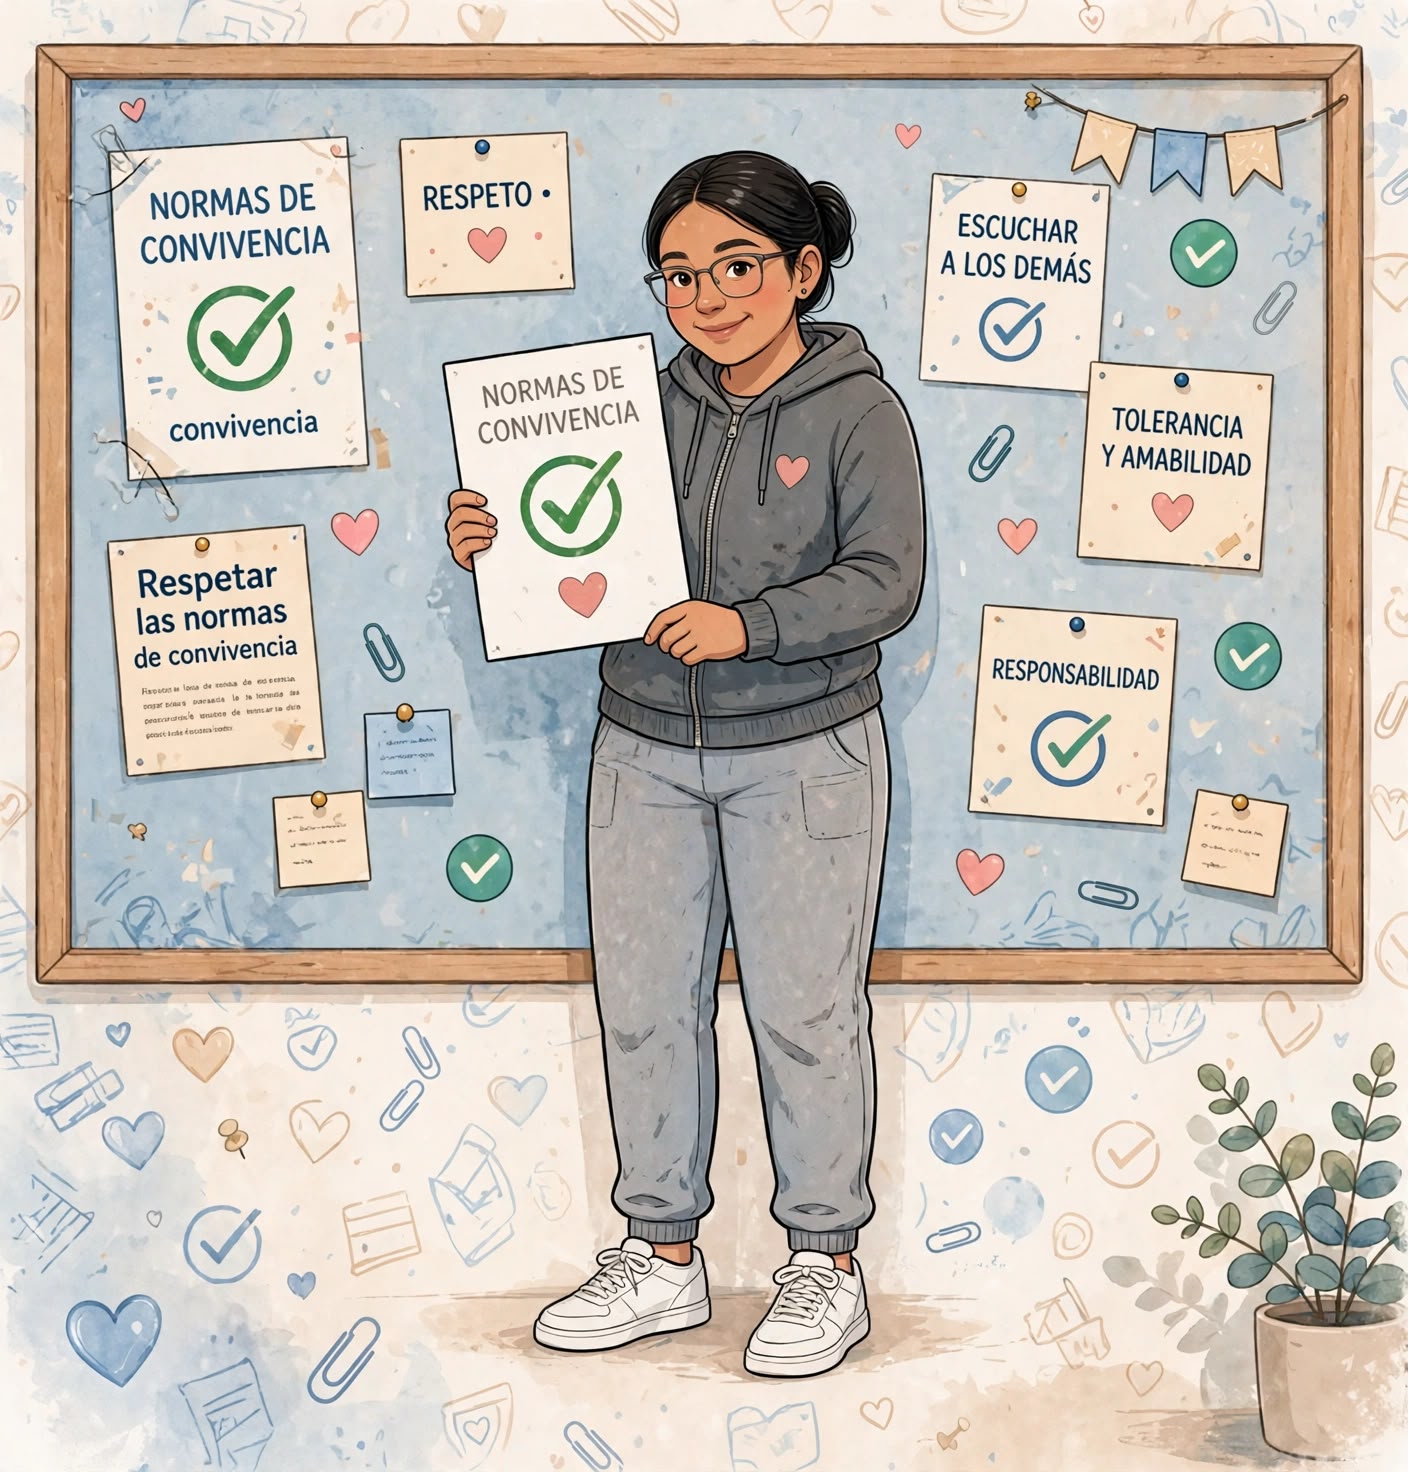 NORMAS DE
CONVIVENCIA
convivencia
RESPETO •
ESCUCHAR
A LOS DEMÁS
TOLERANCIA
Y AMABILIDAD
NORMAS DE
CONVIVENCIA
Respetar
las normas
de convivencia
RESPONSABILIDAD